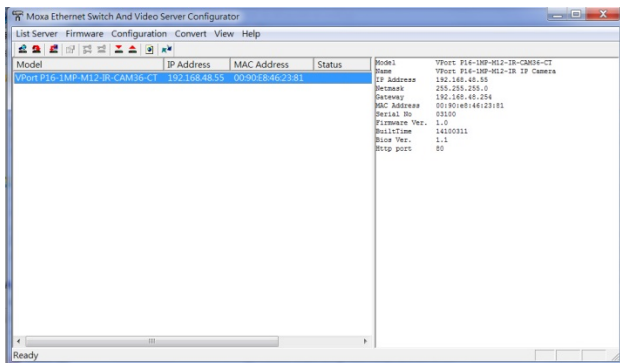 Moxa Ethernet Switch And Video Server Configurator
List Server Firmware Configuration Convert View Help
Model IP Address MAC Address Status
VPort P16-1MP-M12-IR-CAM36-CT 192.168.48.55 00:90:E8:46:23:81
Model VPort P16-1MP-M12-IR-CAM36-CT
Name VPort P16-1MP-M12-IR IP Camera
IP Address 192.168.48.55
Netmask 255.255.255.0
Gateway 192.168.48.254
MAC Address 00:90:e8:46:23:81
Serial No 03100
Firmware Ver. 1.0
BuiltTime 14100311
Bios Ver. 1.1
Http port 80
Ready